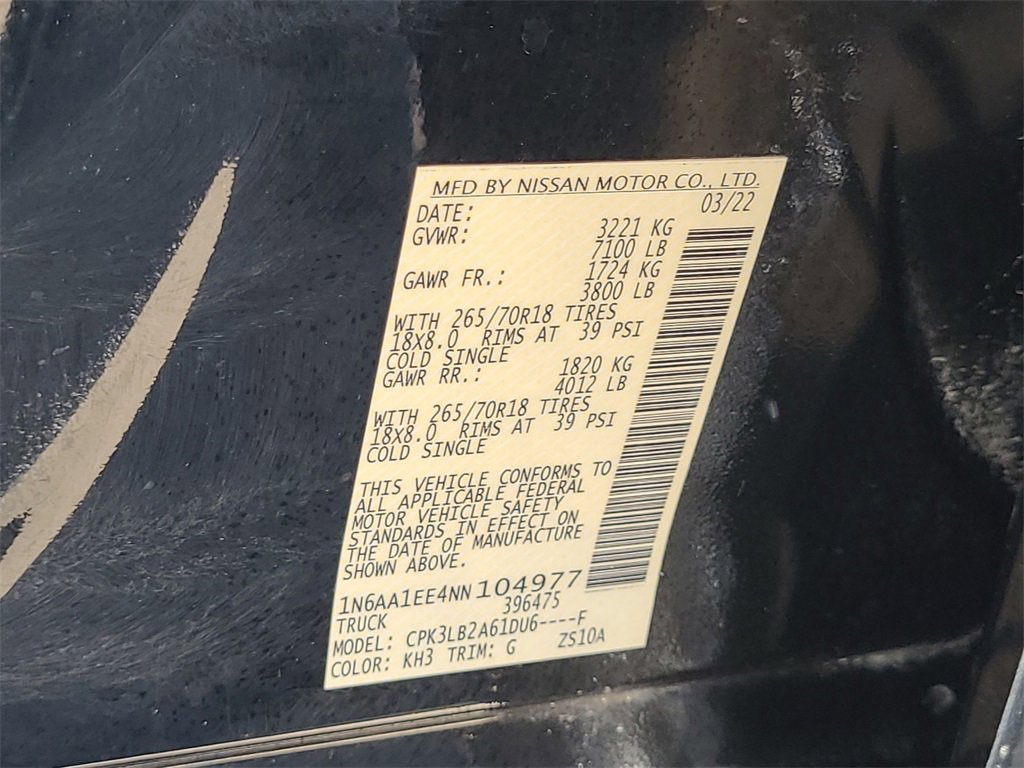 MFD BY NISSAN MOTOR CO., LTD.
DATE: 03/22
GVWR: 3221 KG
7100 LB
GAWR FR.: 1724 KG
3800 LB
WITH 265/70R18 TIRES
18X8.0 RIMS AT 39 PSI
COLD SINGLE
GAWR RR.: 1820 KG
4012 LB
WITH 265/70R18 TIRES
18X8.0 RIMS AT 39 PSI
COLD SINGLE
THIS VEHICLE CONFORMS TO
ALL APPLICABLE FEDERAL
MOTOR VEHICLE SAFETY
STANDARDS IN EFFECT ON
THE DATE OF MANUFACTURE
SHOWN ABOVE.
1N6AA1EE4NN104977
TRUCK 396475
MODEL: CPK3LB2A61DU6----F
COLOR: KH3 TRIM: G ZS10A